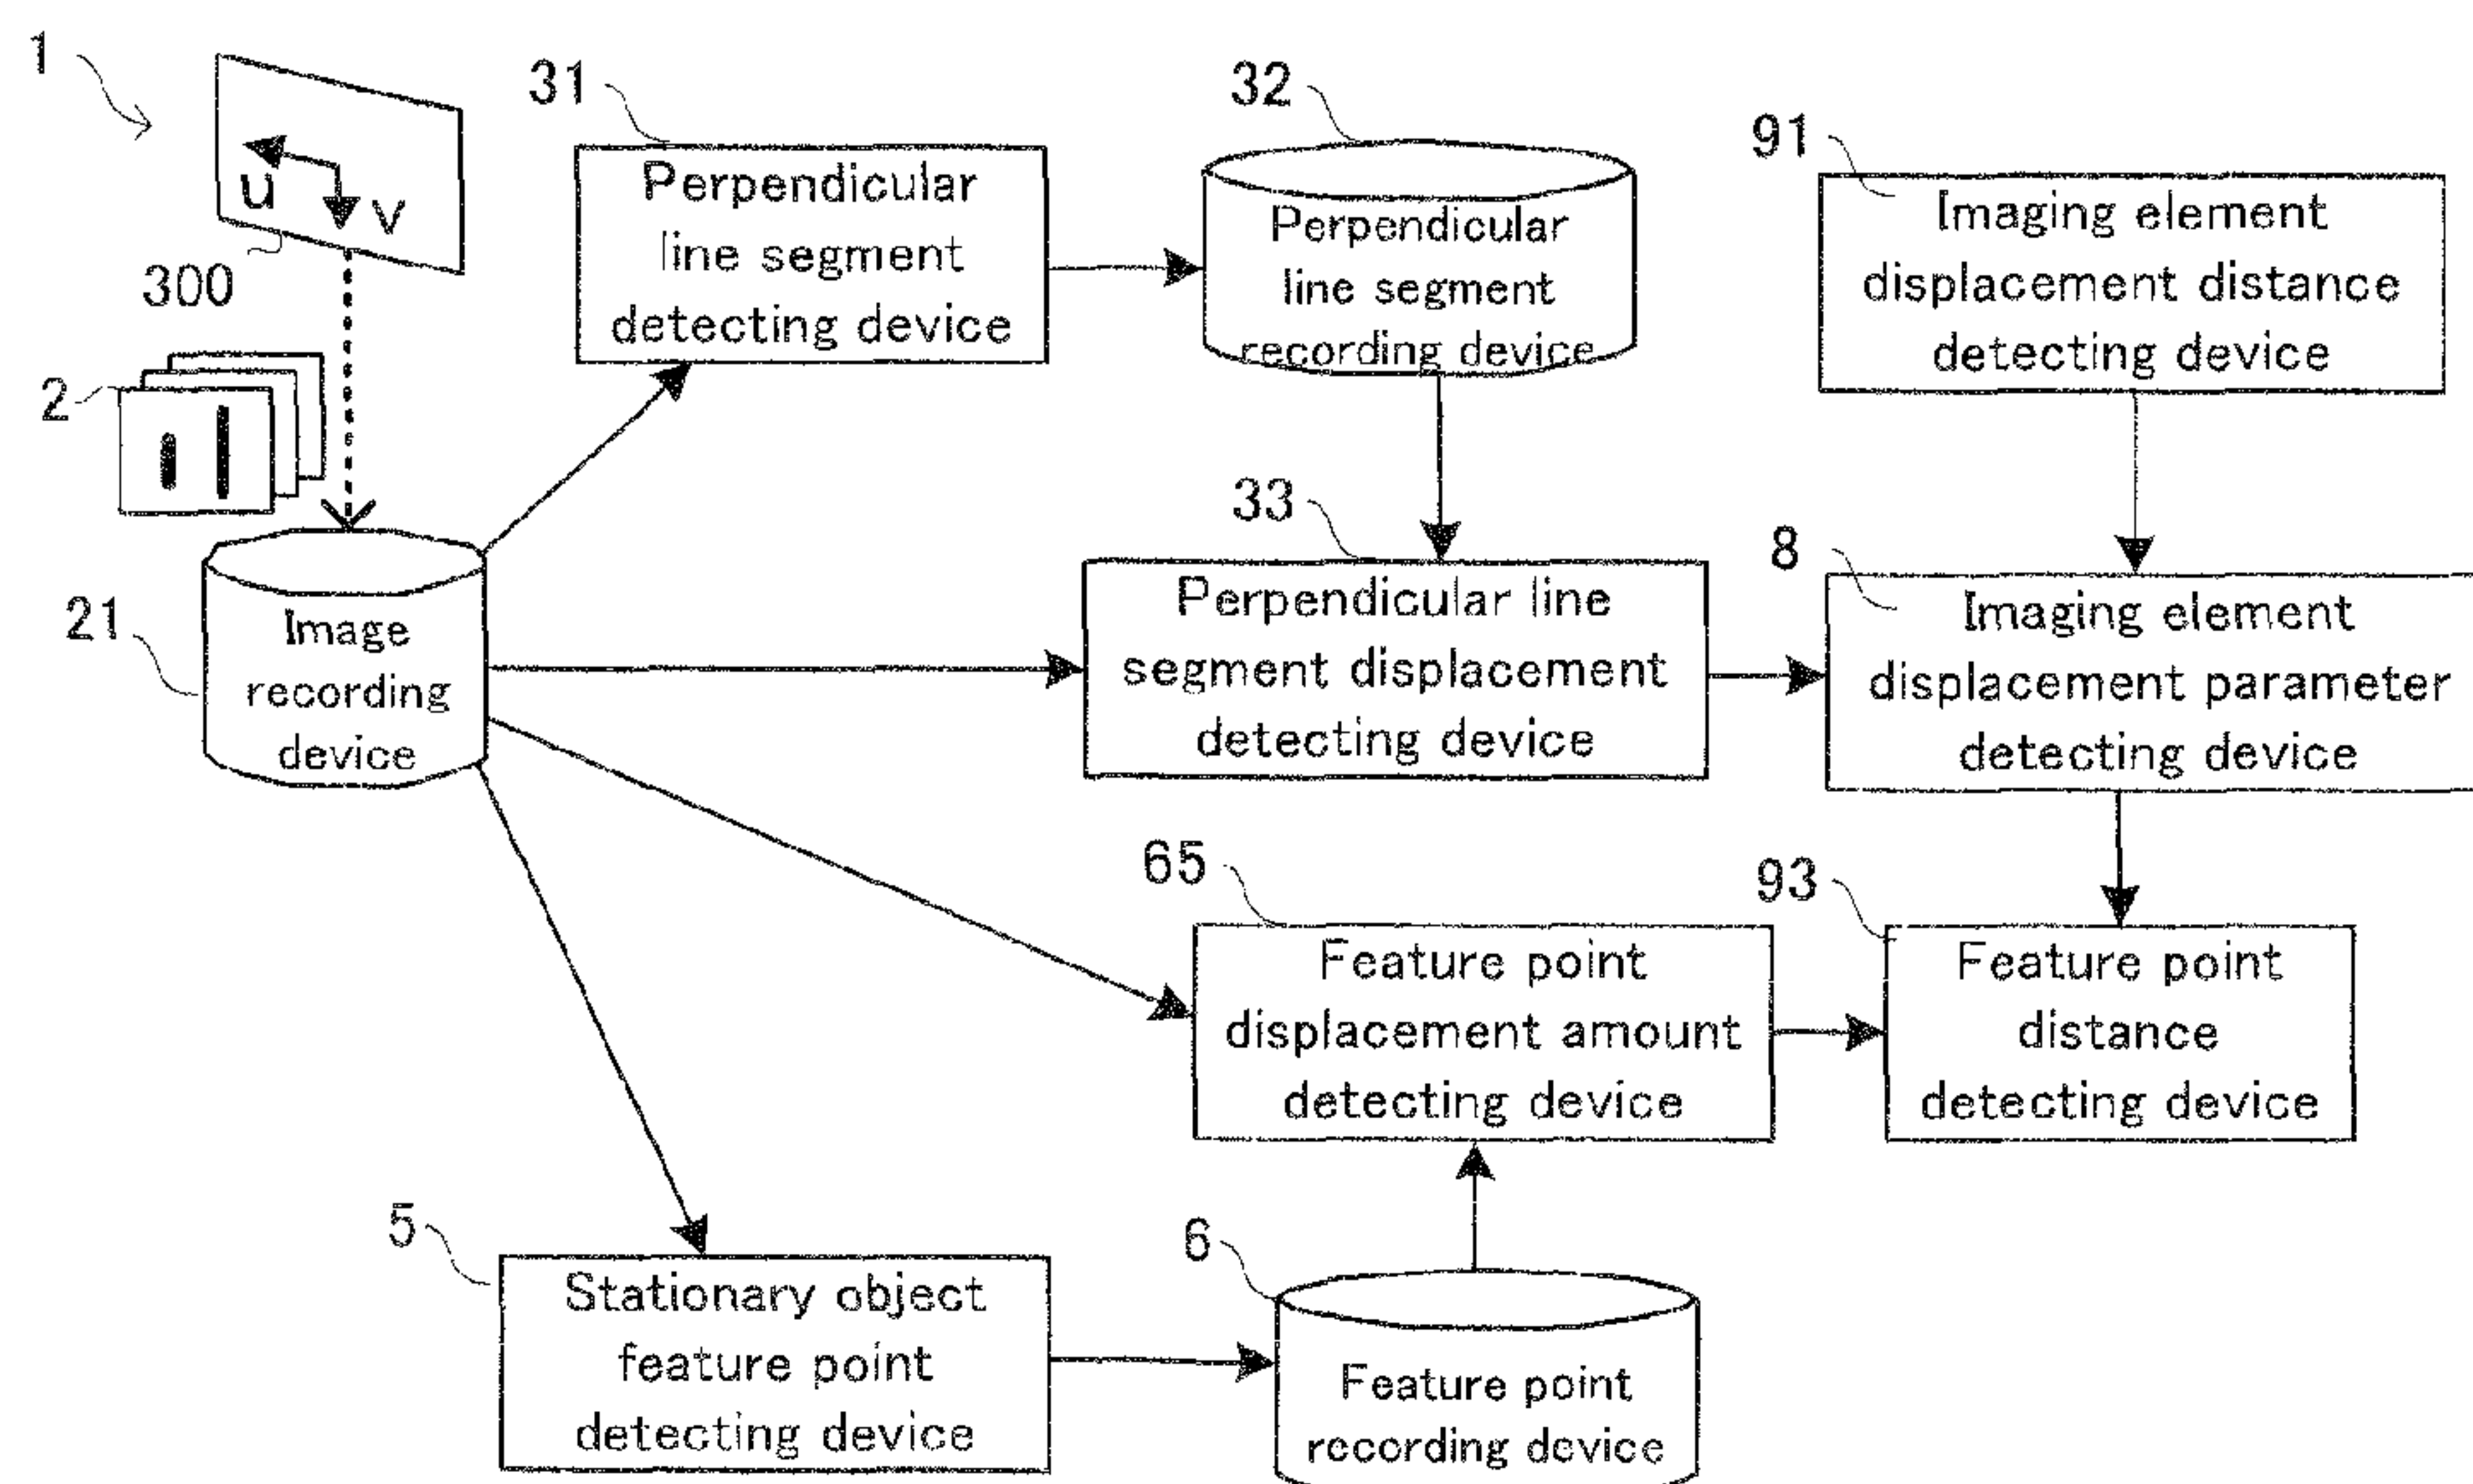 1
u
v
300
2
21
Image
recording
device
31
Perpendicular
line segment
detecting device
32
Perpendicular
line segment
recording device
91
Imaging element
displacement distance
detecting device
33
Perpendicular line
segment displacement
detecting device
8
Imaging element
displacement parameter
detecting device
65
Feature point
displacement amount
detecting device
93
Feature point
distance
detecting device
5
Stationary object
feature point
detecting device
6
Feature point
recording device